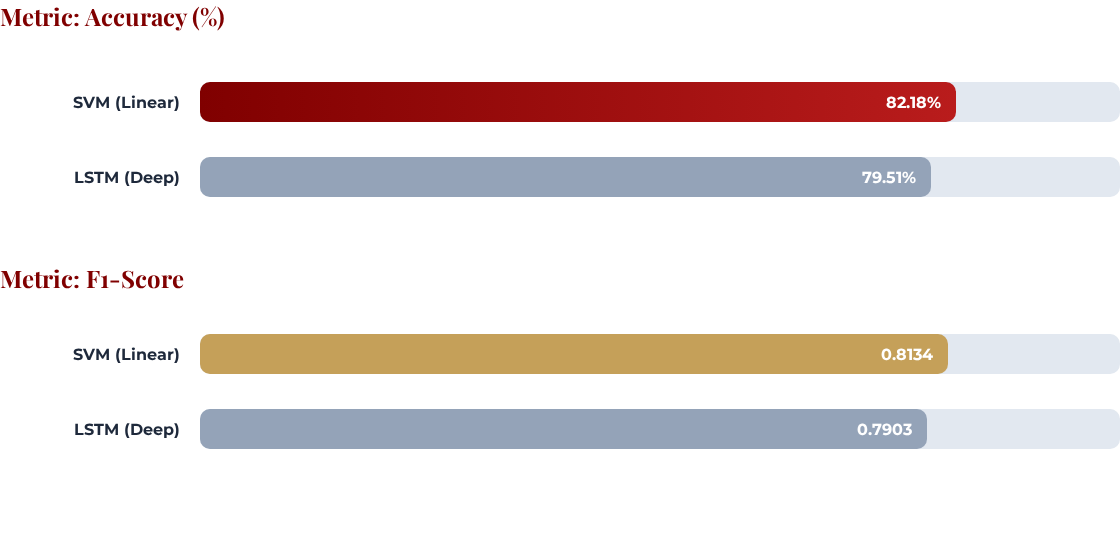 Metric: Accuracy (%)
SVM (Linear) 82.18%
LSTM (Deep) 79.51%
Metric: F1-Score
SVM (Linear) 0.8134
LSTM (Deep) 0.7903